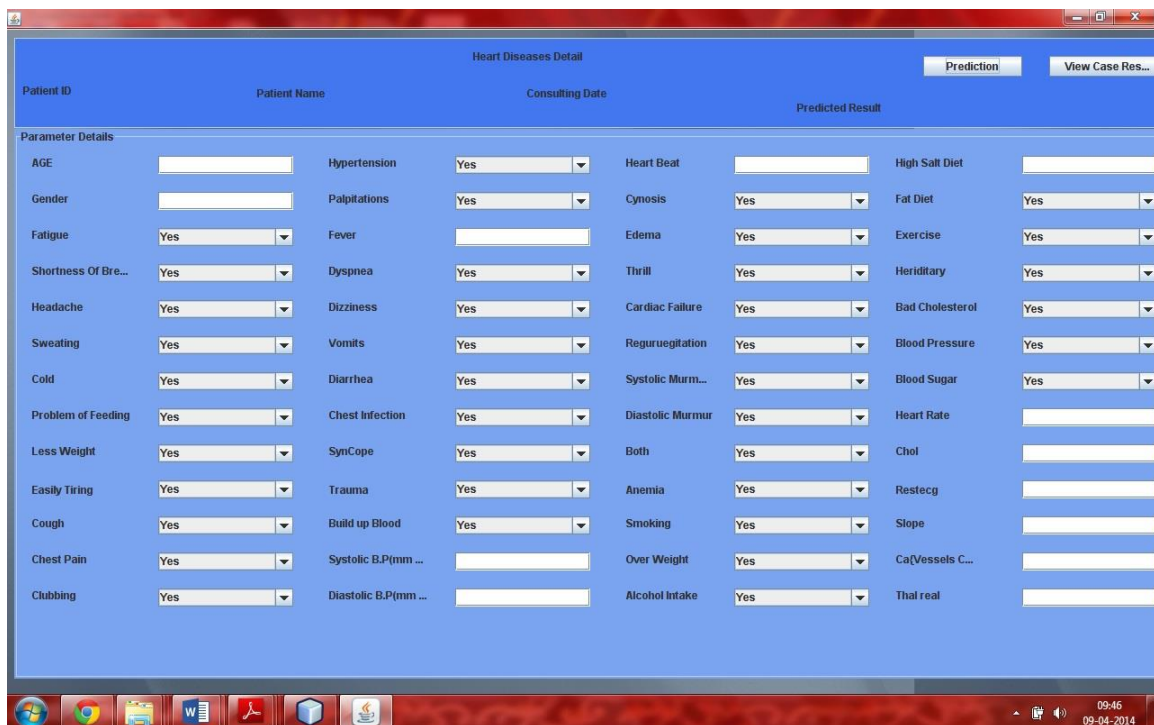 Heart Diseases Detail
Prediction View Case Res...
Patient ID Patient Name Consulting Date
Predicted Result
Parameter Details
AGE Hypertension Yes Heart Beat High Salt Diet
Gender Palpitations Yes Cynosis Yes Fat Diet Yes
Fatigue Yes Fever Edema Yes Exercise Yes
Shortness Of Bre... Yes Dyspnea Yes Thrill Yes Heriditary Yes
Headache Yes Dizziness Yes Cardiac Failure Yes Bad Cholesterol Yes
Sweating Yes Vomits Yes Reguruegitation Yes Blood Pressure Yes
Cold Yes Diarrhea Yes Systolic Murm... Yes Blood Sugar Yes
Problem of Feeding Yes Chest Infection Yes Diastolic Murmur Yes Heart Rate
Less Weight Yes SynCope Yes Both Yes Chol
Easily Tiring Yes Trauma Yes Anemia Yes Restecg
Cough Yes Build up Blood Yes Smoking Yes Slope
Chest Pain Yes Systolic B.P(mm ... Over Weight Yes Ca{Vessels C...
Clubbing Yes Diastolic B.P(mm ... Alcohol Intake Yes Thal real
09:46
09-04-2014